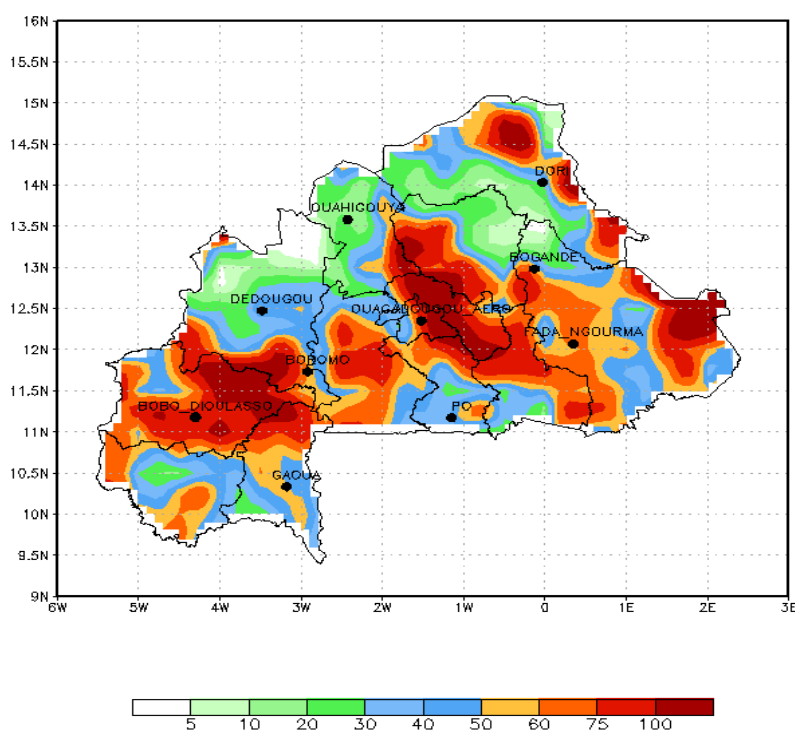 16N
15.5N
15N
14.5N
DORI
14N
OUAHIGOUYA
13.5N
BOGANDE
13N
DEDOUGOU
12.5N
OUAGADOUGOU_AERO
FADA_NGOURMA
12N
BOROMO
11.5N
BOBO_DIOULASSO
PO
11N
10.5N
GAOUA
10N
9.5N
9N
6W 5W 4W 3W 2W 1W 0 1E 2E 3E
5 10 20 30 40 50 60 75 100